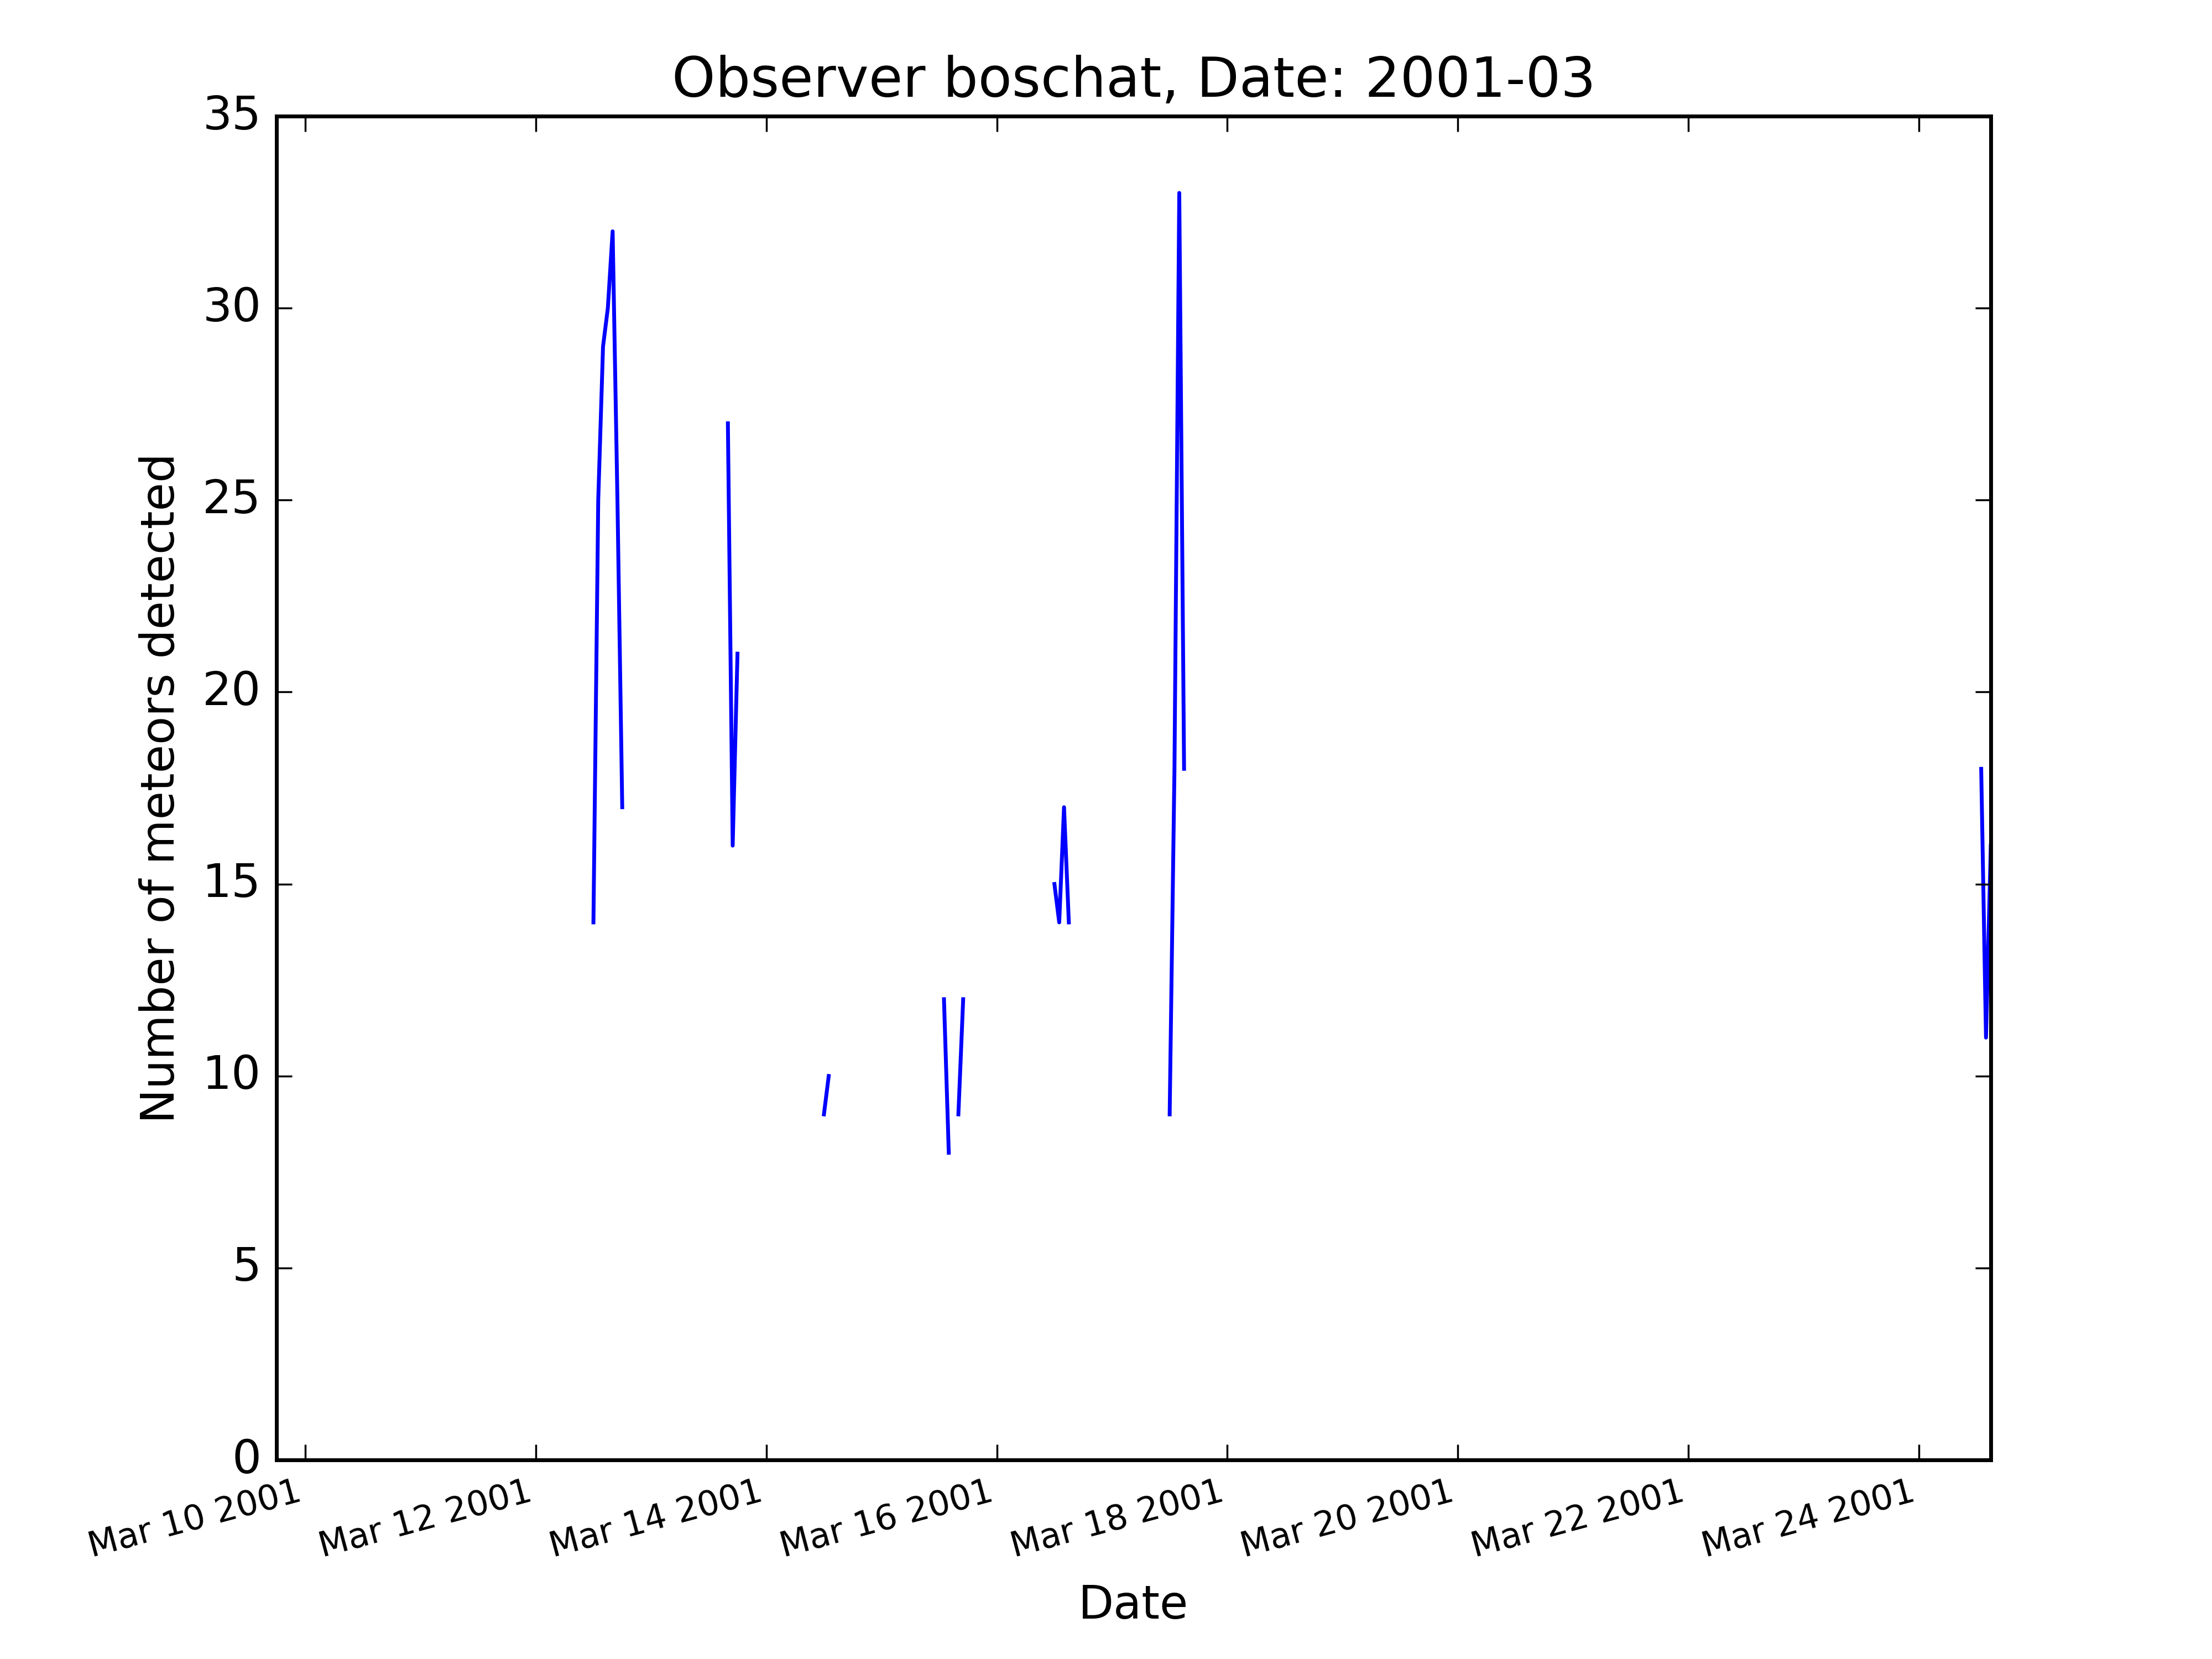 Observer boschat, Date: 2001-03
35
30
25
20
15
10
5
0
Number of meteors detected
Mar 10 2001
Mar 12 2001
Mar 14 2001
Mar 16 2001
Mar 18 2001
Mar 20 2001
Mar 22 2001
Mar 24 2001
Date